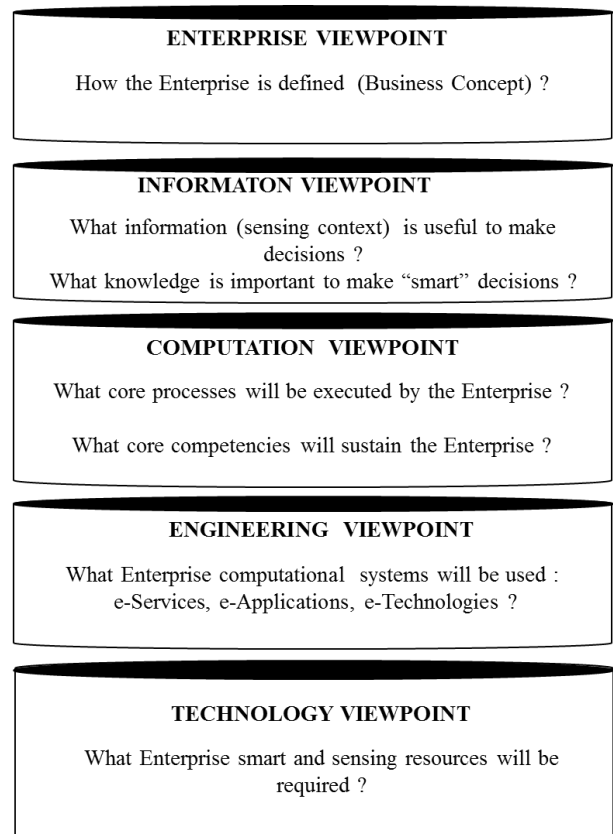 ENTERPRISE VIEWPOINT
How the Enterprise is defined (Business Concept) ?
INFORMATON VIEWPOINT
What information (sensing context) is useful to make
decisions ?
What knowledge is important to make “smart” decisions ?
COMPUTATION VIEWPOINT
What core processes will be executed by the Enterprise ?
What core competencies will sustain the Enterprise ?
ENGINEERING VIEWPOINT
What Enterprise computational systems will be used :
e-Services, e-Applications, e-Technologies ?
TECHNOLOGY VIEWPOINT
What Enterprise smart and sensing resources will be
required ?